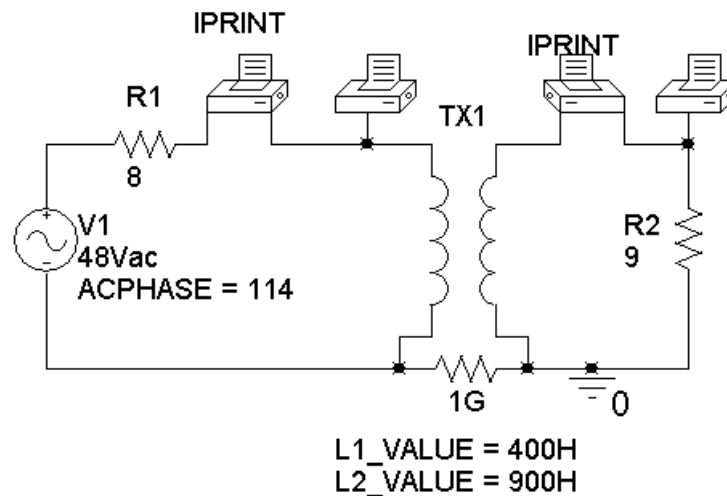 IPRINT
IPRINT
R1
TX1
8
V1
48Vac
ACPHASE = 114
R2
9
1G
0
L1_VALUE = 400H
L2_VALUE = 900H